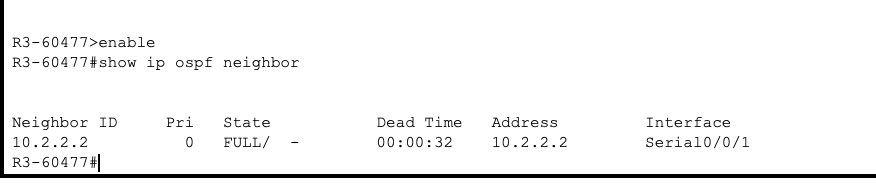 R3-60477>enable
R3-60477#show ip ospf neighbor
Neighbor ID     Pri   State           Dead Time   Address         Interface
10.2.2.2          0   FULL/  -        00:00:32    10.2.2.2        Serial0/0/1
R3-60477#